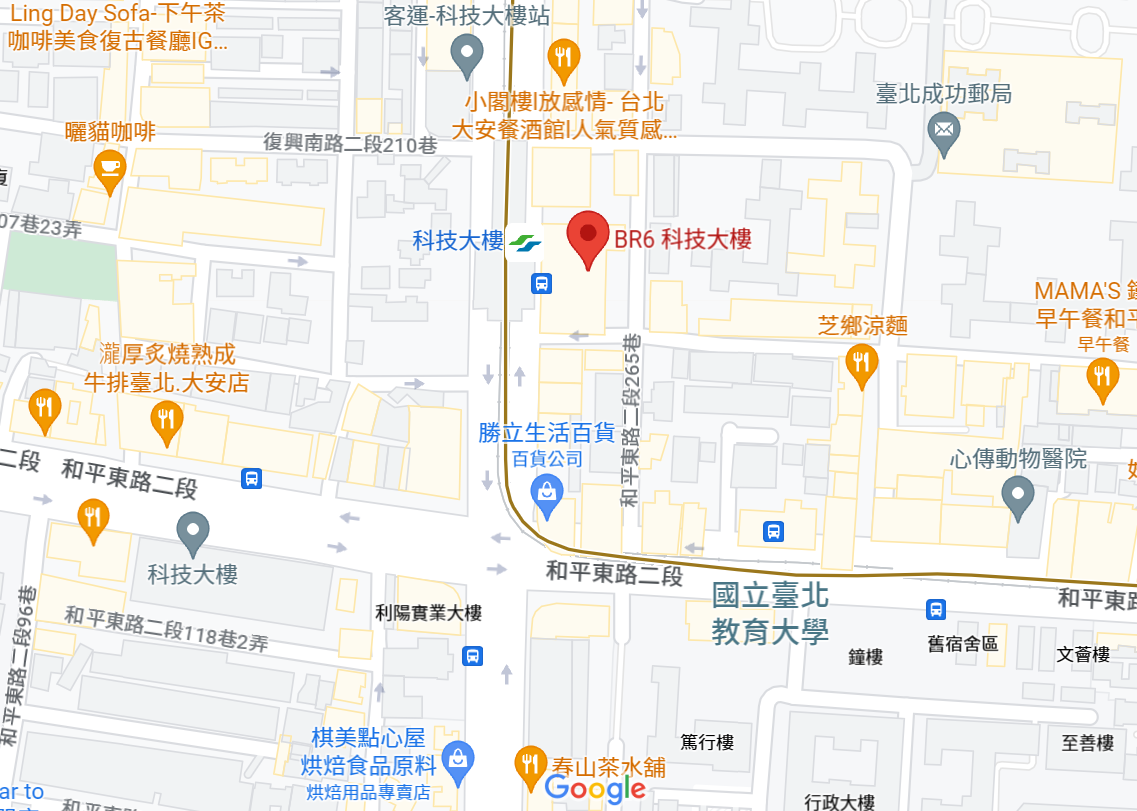 Ling Day Sofa-下午茶
咖啡美食復古餐廳IG…
客運-科技大樓站
小閣樓l放感情- 台北
大安餐酒館l人氣質感…
臺北成功郵局
曬貓咖啡
復興南路二段210巷
07巷23弄
科技大樓
BR6 科技大樓
MAMA'S
早午餐和平
早午餐
芝鄉涼麵
瀧厚炙燒熟成
牛排臺北.大安店
和平東路二段265巷
勝立生活百貨
百貨公司
心傳動物醫院
二段
和平東路二段
科技大樓
和平東路二段
國立臺北
教育大學
和平東路
和平東路二段96巷
和平東路二段118巷2弄
利陽實業大樓
鐘樓
舊宿舍區
文薈樓
棋美點心屋
烘焙食品原料
烘焙用品專賣店
春山茶水舖
篤行樓
至善樓
行政大樓
Google
ar to
和平東路二段